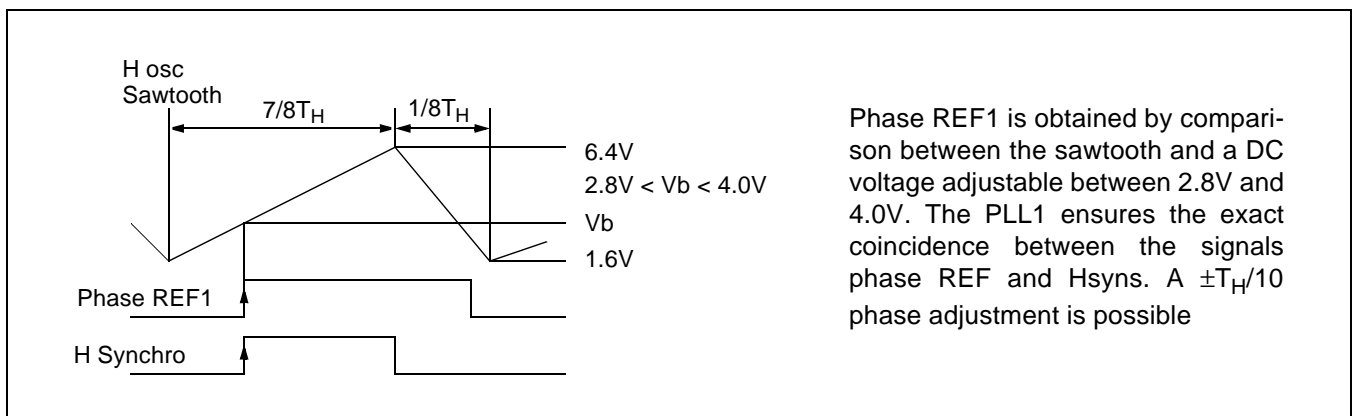 H osc
Sawtooth
7/8T_H
1/8T_H
6.4V
2.8V < Vb < 4.0V
Vb
1.6V
Phase REF1
H Synchro
Phase REF1 is obtained by compari-
son between the sawtooth and a DC
voltage adjustable between 2.8V and
4.0V. The PLL1 ensures the exact
coincidence between the signals
phase REF and Hsyns. A ±T_H/10
phase adjustment is possible